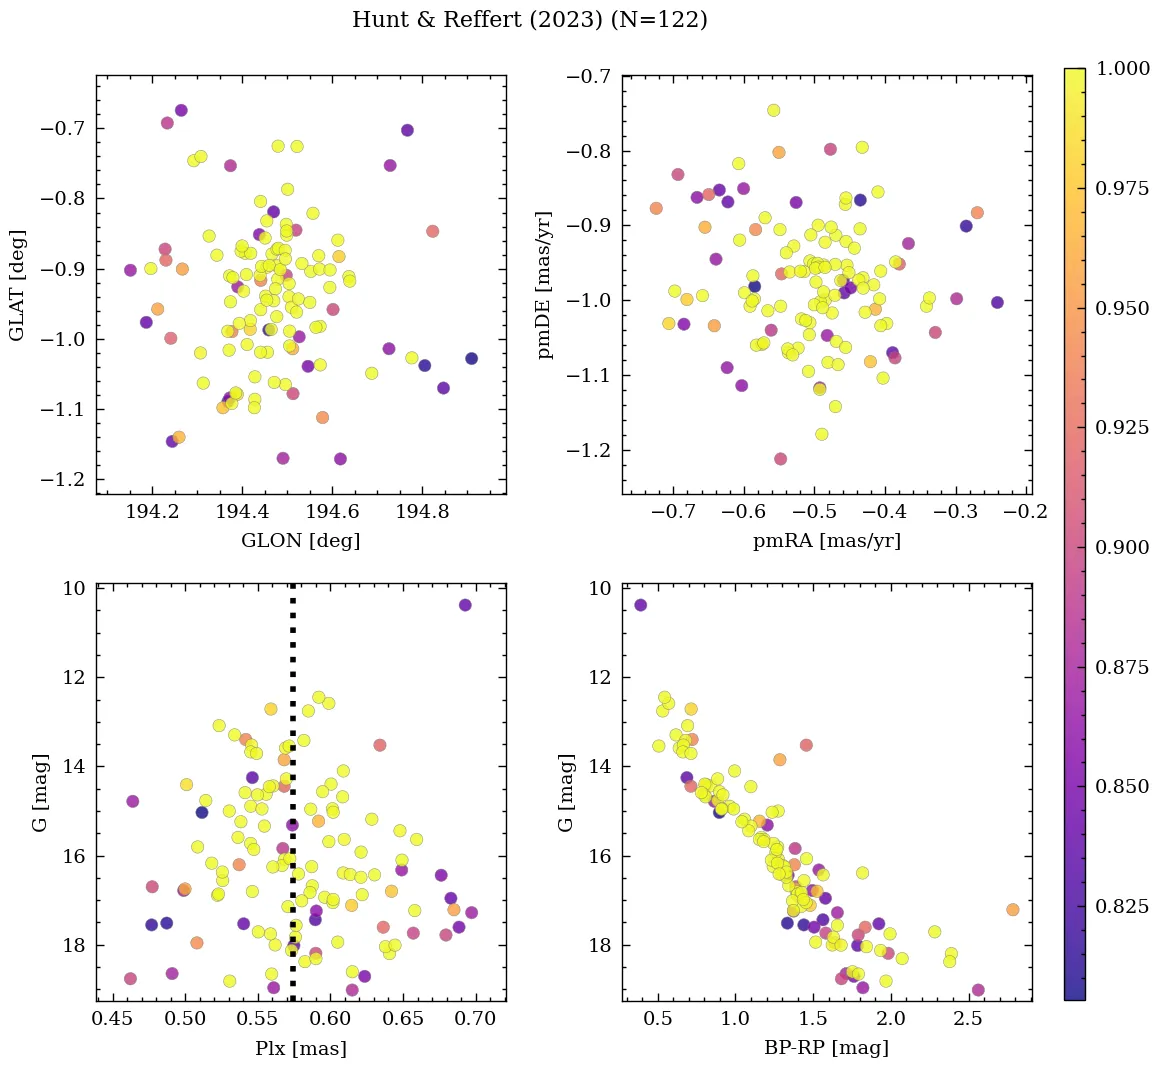 Hunt & Reffert (2023) (N=122)
−0.7
−0.8
−0.9
−1.0
−1.1
−1.2
GLAT [deg]
194.2 194.4 194.6 194.8
GLON [deg]
−0.7
−0.8
−0.9
−1.0
−1.1
−1.2
pmDE [mas/yr]
−0.7 −0.6 −0.5 −0.4 −0.3 −0.2
pmRA [mas/yr]
10
12
14
16
18
G [mag]
0.45 0.50 0.55 0.60 0.65 0.70
Plx [mas]
10
12
14
16
18
G [mag]
0.5 1.0 1.5 2.0 2.5
BP-RP [mag]
1.000
0.975
0.950
0.925
0.900
0.875
0.850
0.825